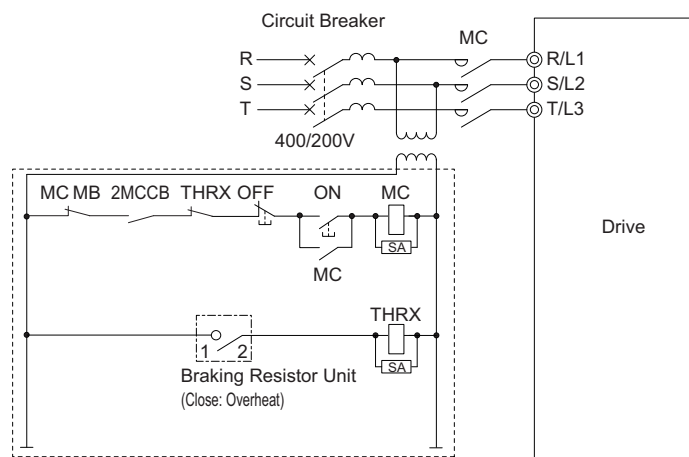 Circuit Breaker
MC
R
R/L1
S
S/L2
T
T/L3
400/200V
MC MB 2MCCB THRX OFF ON MC
SA
MC
Drive
THRX
1 2
SA
Braking Resistor Unit
(Close: Overheat)